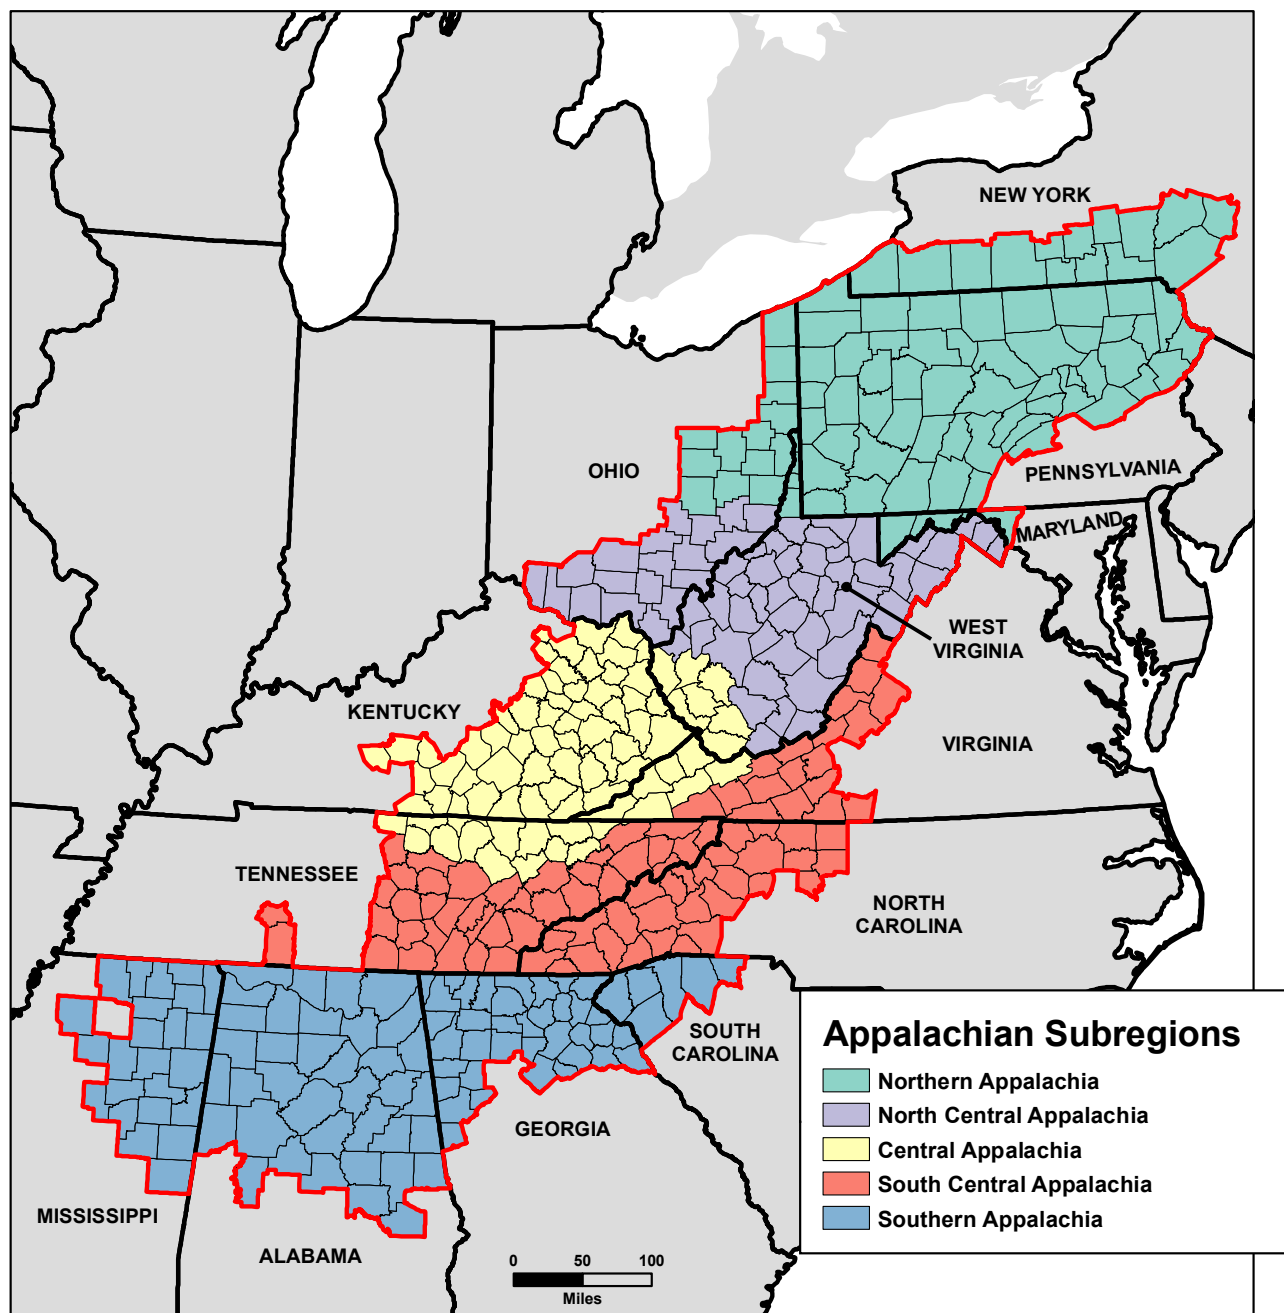 NEW YORK
OHIO
PENNSYLVANIA
MARYLAND
WEST
VIRGINIA
KENTUCKY
VIRGINIA
TENNESSEE
NORTH
CAROLINA
SOUTH
CAROLINA
GEORGIA
MISSISSIPPI
ALABAMA
0 50 100
Miles
Appalachian Subregions
Northern Appalachia
North Central Appalachia
Central Appalachia
South Central Appalachia
Southern Appalachia